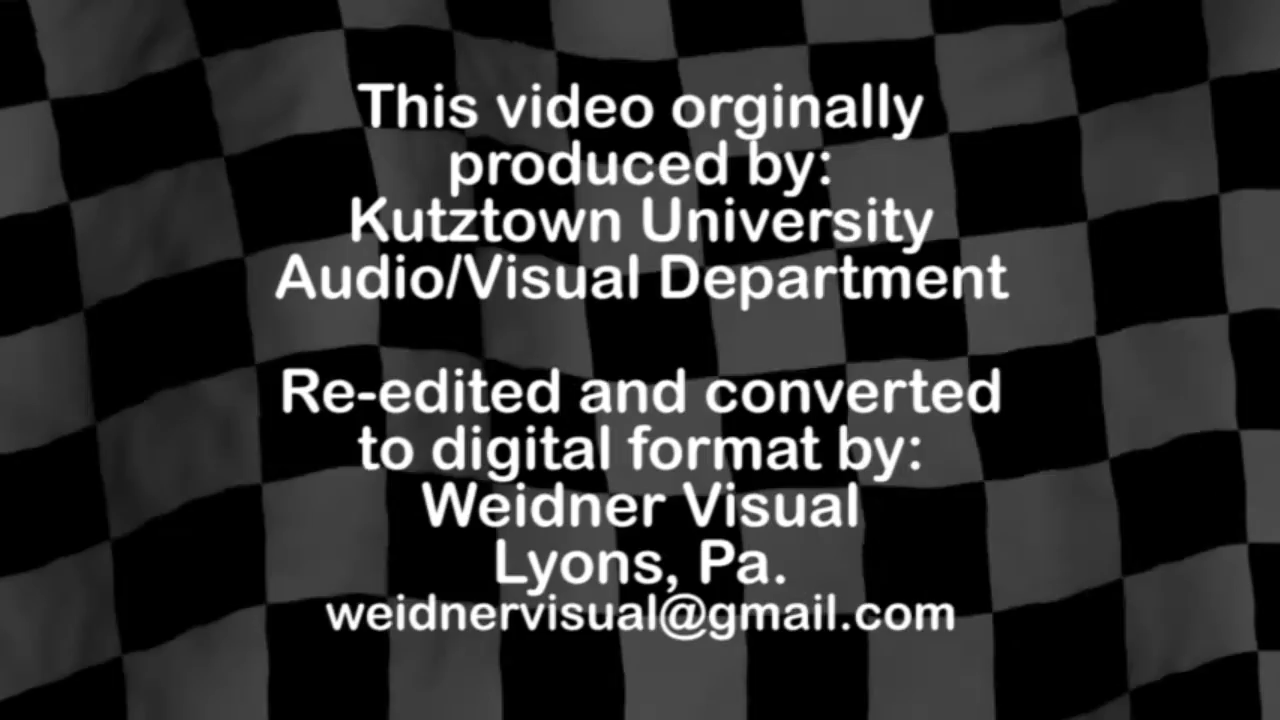 This video orginally
produced by:
Kutztown University
Audio/Visual Department
Re-edited and converted
to digital format by:
Weidner Visual
Lyons, Pa.
weidnervisual@gmail.com